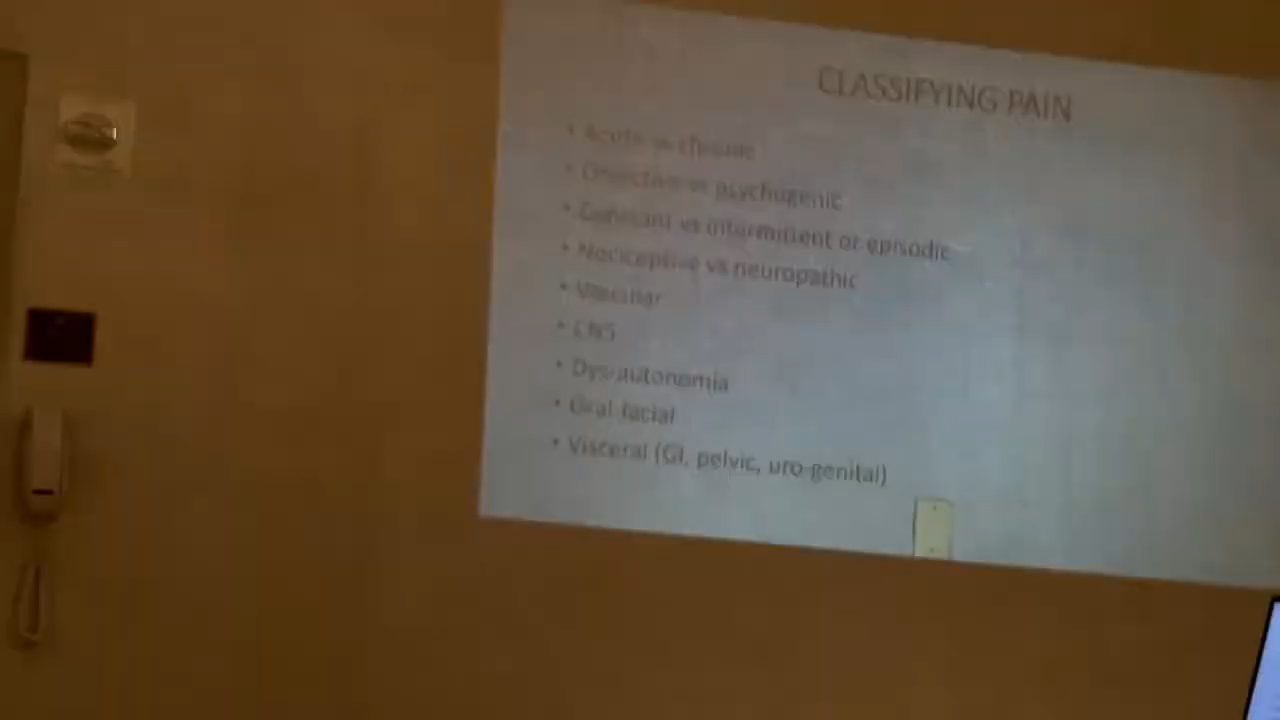 CLASSIFYING PAIN
• Acute vs chronic
• Objective vs psychogenic
• Constant vs intermittent or episodic
• Nociceptive vs neuropathic
• Vascular
• CNS
• Dys-autonomia
• Oral-facial
• Visceral (GI, pelvic, uro-genital)